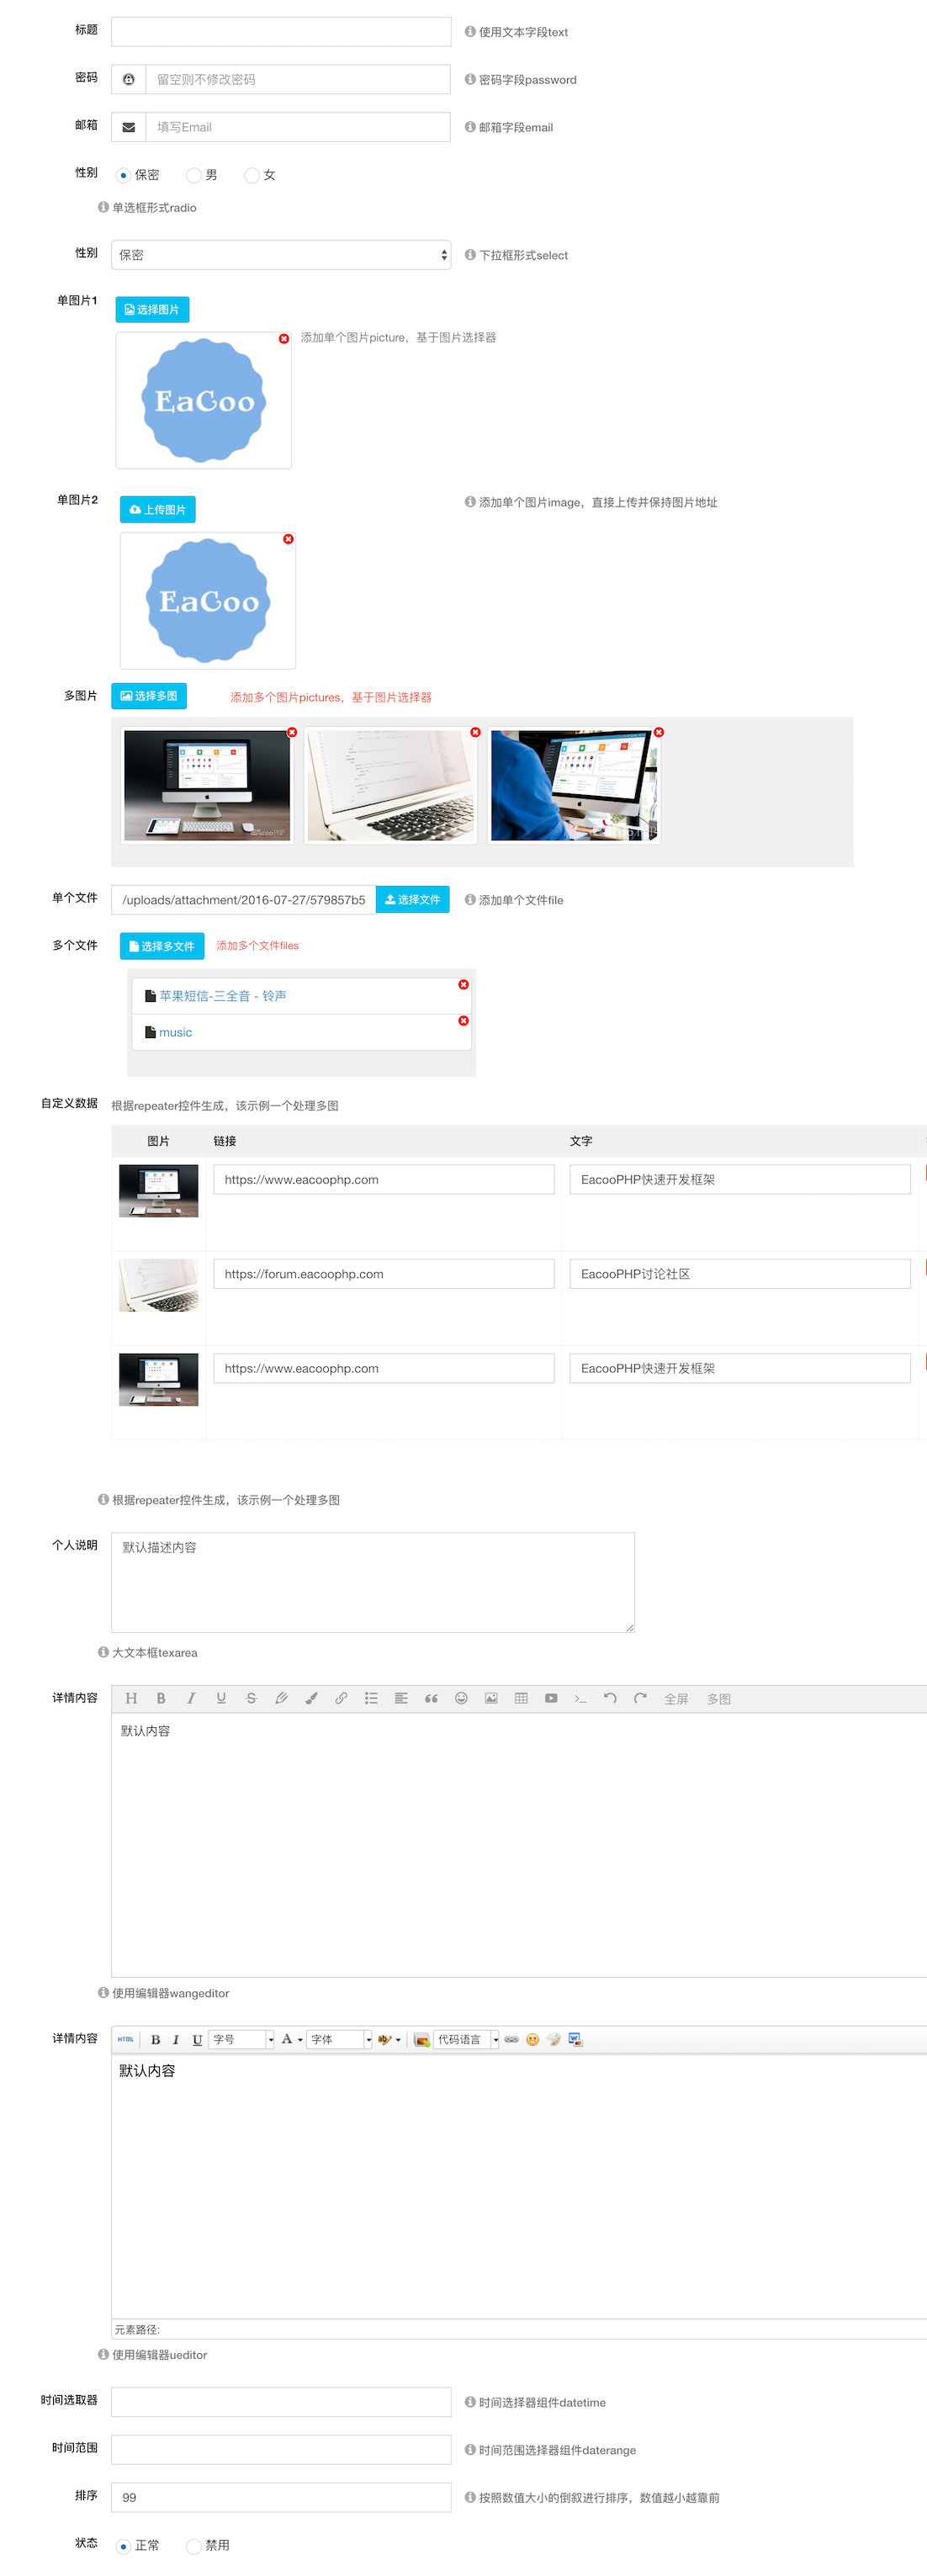 标题 使用文本字段text
密码 留空则不修改密码 密码字段password
邮箱 填写Email 邮箱字段email
性别 保密 男 女
单选框形式radio
性别 保密 下拉框形式select
单图片1 选择图片
添加单个图片picture，基于图片选择器
EaCoo
单图片2 上传图片 添加单个图片image，直接上传并保持图片地址
EaCoo
多图片 选择多图 添加多个图片pictures，基于图片选择器
单个文件 /uploads/attachment/2016-07-27/579857b5 选择文件 添加单个文件file
多个文件 选择多文件 添加多个文件files
苹果短信-三全音 - 铃声
music
自定义数据 根据repeater控件生成，该示例一个处理多图
图片 链接 文字
https://www.eacoophp.com EacooPHP快速开发框架
https://forum.eacoophp.com EacooPHP讨论社区
https://www.eacoophp.com EacooPHP快速开发框架
根据repeater控件生成，该示例一个处理多图
个人说明 默认描述内容
大文本框texarea
详情内容 H B I U S 全屏 多图
默认内容
使用编辑器wangeditor
详情内容 HTML B I U 字号 A 字体 代码语言
默认内容
元素路径:
使用编辑器ueditor
时间选取器 时间选择器组件datetime
时间范围 时间范围选择器组件daterange
排序 99 按照数值大小的倒叙进行排序，数值越小越靠前
状态 正常 禁用